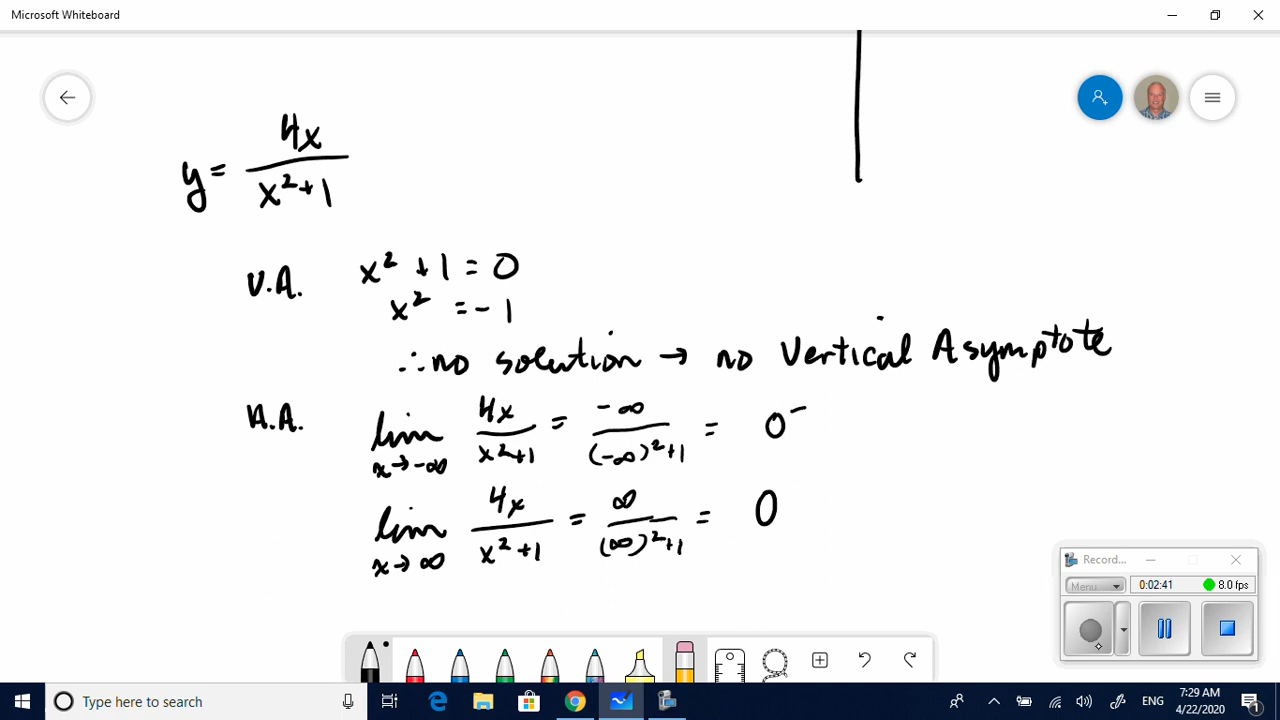 Microsoft Whiteboard
y = 4x / x² + 1
V.A. x² + 1 = 0
x² = - 1
∴ no solution → no Vertical Asymptote
H.A. lim x→-∞ 4x / x²+1 = -∞ / (-∞)²+1 = 0⁻
lim x→∞ 4x / x²+1 = ∞ / (∞)²+1 = 0
Record...
Menu 0:02:41 8.0 fps
Type here to search
ENG
7:29 AM
4/22/2020
1